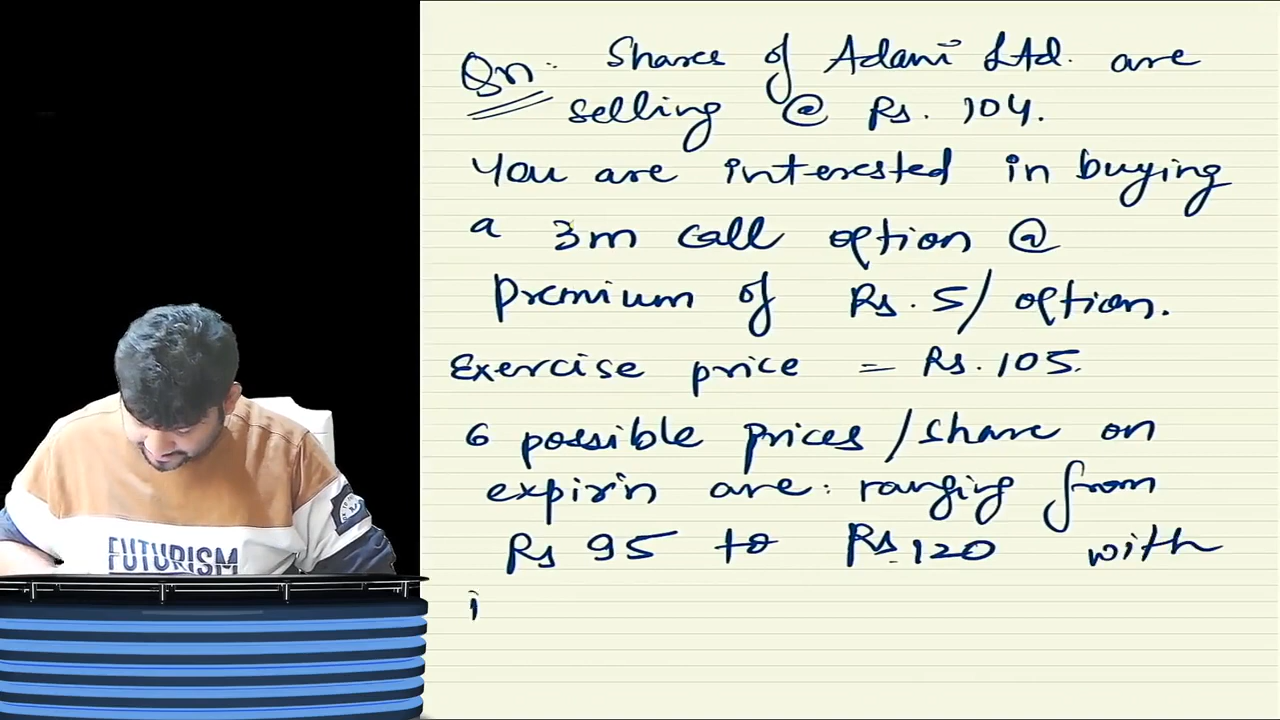 Qn: Shares of Adani Ltd. are
selling @ Rs. 104.
You are interested in buying
a 3m call option @
premium of Rs. 5/option.
Exercise price = Rs. 105.
6 possible prices/share on
expirin are: ranging from
Rs 95 to Rs. 120 with
i
FUTURISM